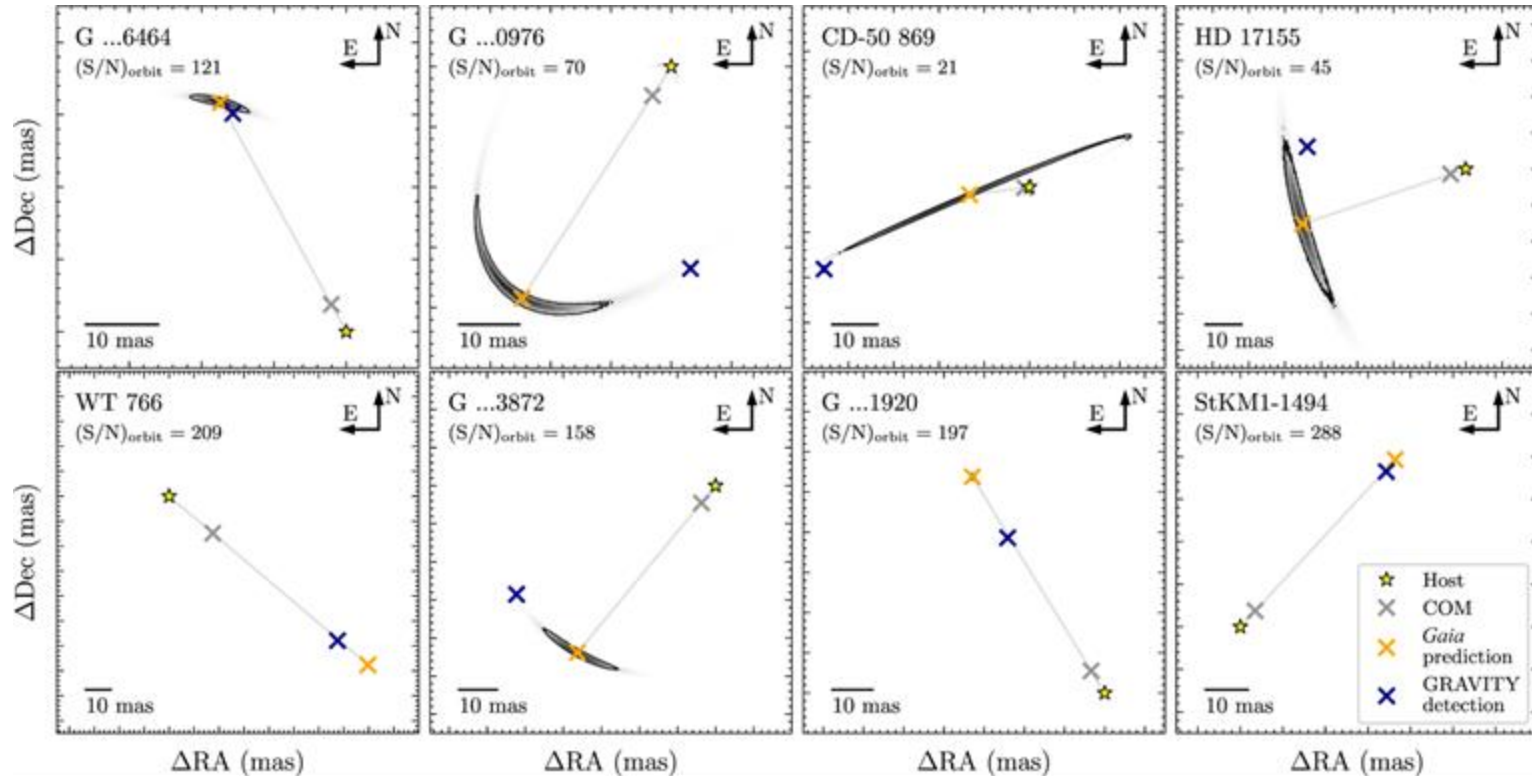 G ...6464
(S/N)orbit = 121
E N
10 mas
G ...0976
(S/N)orbit = 70
E N
10 mas
CD-50 869
(S/N)orbit = 21
E N
10 mas
HD 17155
(S/N)orbit = 45
E N
10 mas
ΔDec (mas)
WT 766
(S/N)orbit = 209
E N
10 mas
G ...3872
(S/N)orbit = 158
E N
10 mas
G ...1920
(S/N)orbit = 197
E N
10 mas
StKM1-1494
(S/N)orbit = 288
E N
10 mas
Host
COM
Gaia
prediction
GRAVITY
detection
ΔDec (mas)
ΔRA (mas)
ΔRA (mas)
ΔRA (mas)
ΔRA (mas)